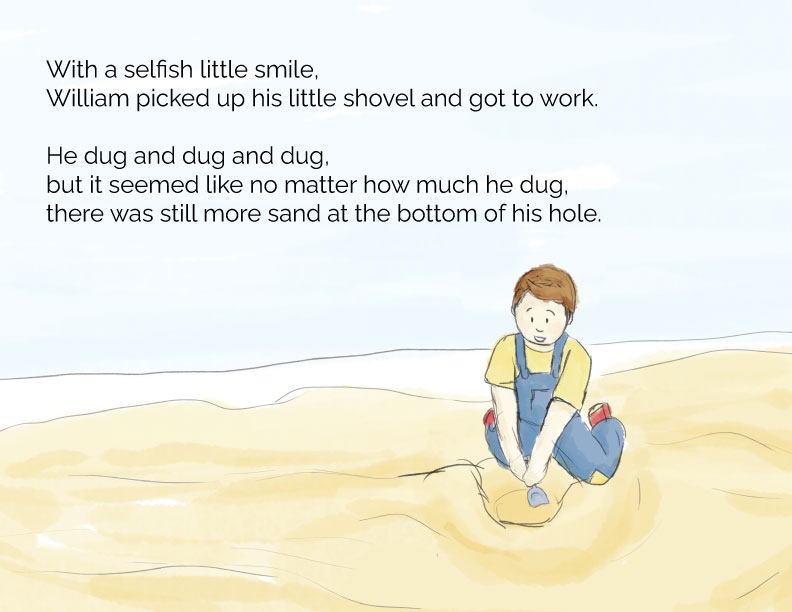 With a selfish little smile,
William picked up his little shovel and got to work.
He dug and dug and dug,
but it seemed like no matter how much he dug,
there was still more sand at the bottom of his hole.